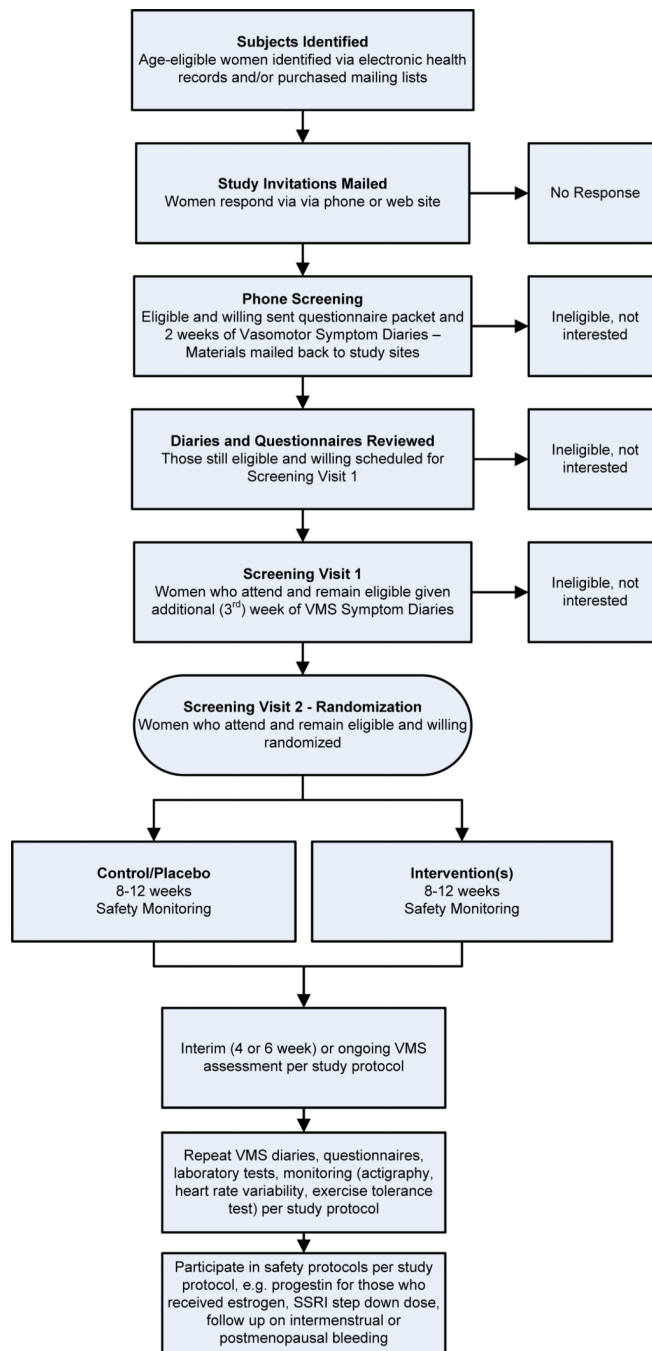 Subjects Identified
Age-eligible women identified via electronic health
records and/or purchased mailing lists
Study Invitations Mailed
Women respond via via phone or web site
No Response
Phone Screening
Eligible and willing sent questionnaire packet and
2 weeks of Vasomotor Symptom Diaries –
Materials mailed back to study sites
Ineligible, not
interested
Diaries and Questionnaires Reviewed
Those still eligible and willing scheduled for
Screening Visit 1
Ineligible, not
interested
Screening Visit 1
Women who attend and remain eligible given
additional (3rd) week of VMS Symptom Diaries
Ineligible, not
interested
Screening Visit 2 - Randomization
Women who attend and remain eligible and willing
randomized
Control/Placebo
8-12 weeks
Safety Monitoring
Intervention(s)
8-12 weeks
Safety Monitoring
Interim (4 or 6 week) or ongoing VMS
assessment per study protocol
Repeat VMS diaries, questionnaires,
laboratory tests, monitoring (actigraphy,
heart rate variability, exercise tolerance
test) per study protocol
Participate in safety protocols per study
protocol, e.g. progestin for those who
received estrogen, SSRI step down dose,
follow up on intermenstrual or
postmenopausal bleeding